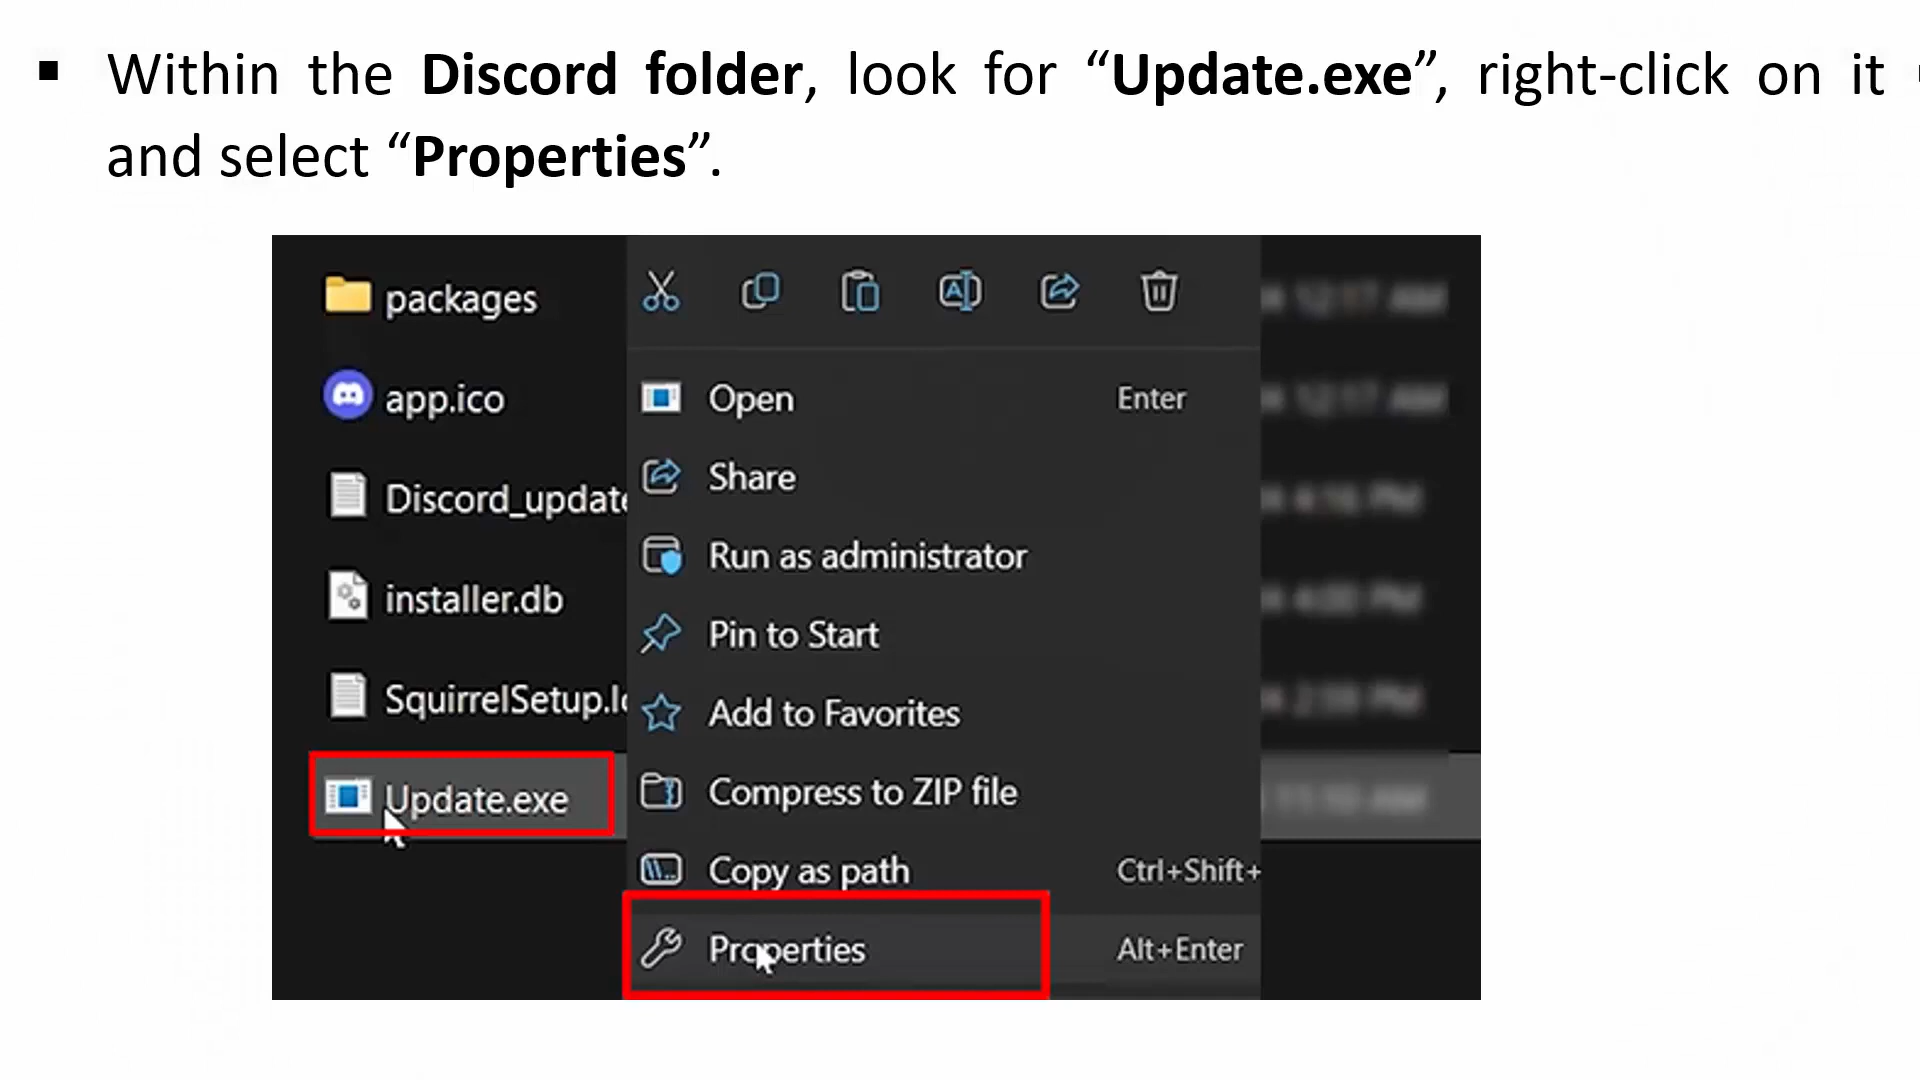 ▪ Within the Discord folder, look for “Update.exe”, right-click on it
and select “Properties”.
packages
app.ico
Open Enter
Share
Discord_update
Run as administrator
installer.db
Pin to Start
SquirrelSetup.lo
Add to Favorites
Update.exe
Compress to ZIP file
Copy as path Ctrl+Shift+
Properties Alt+Enter